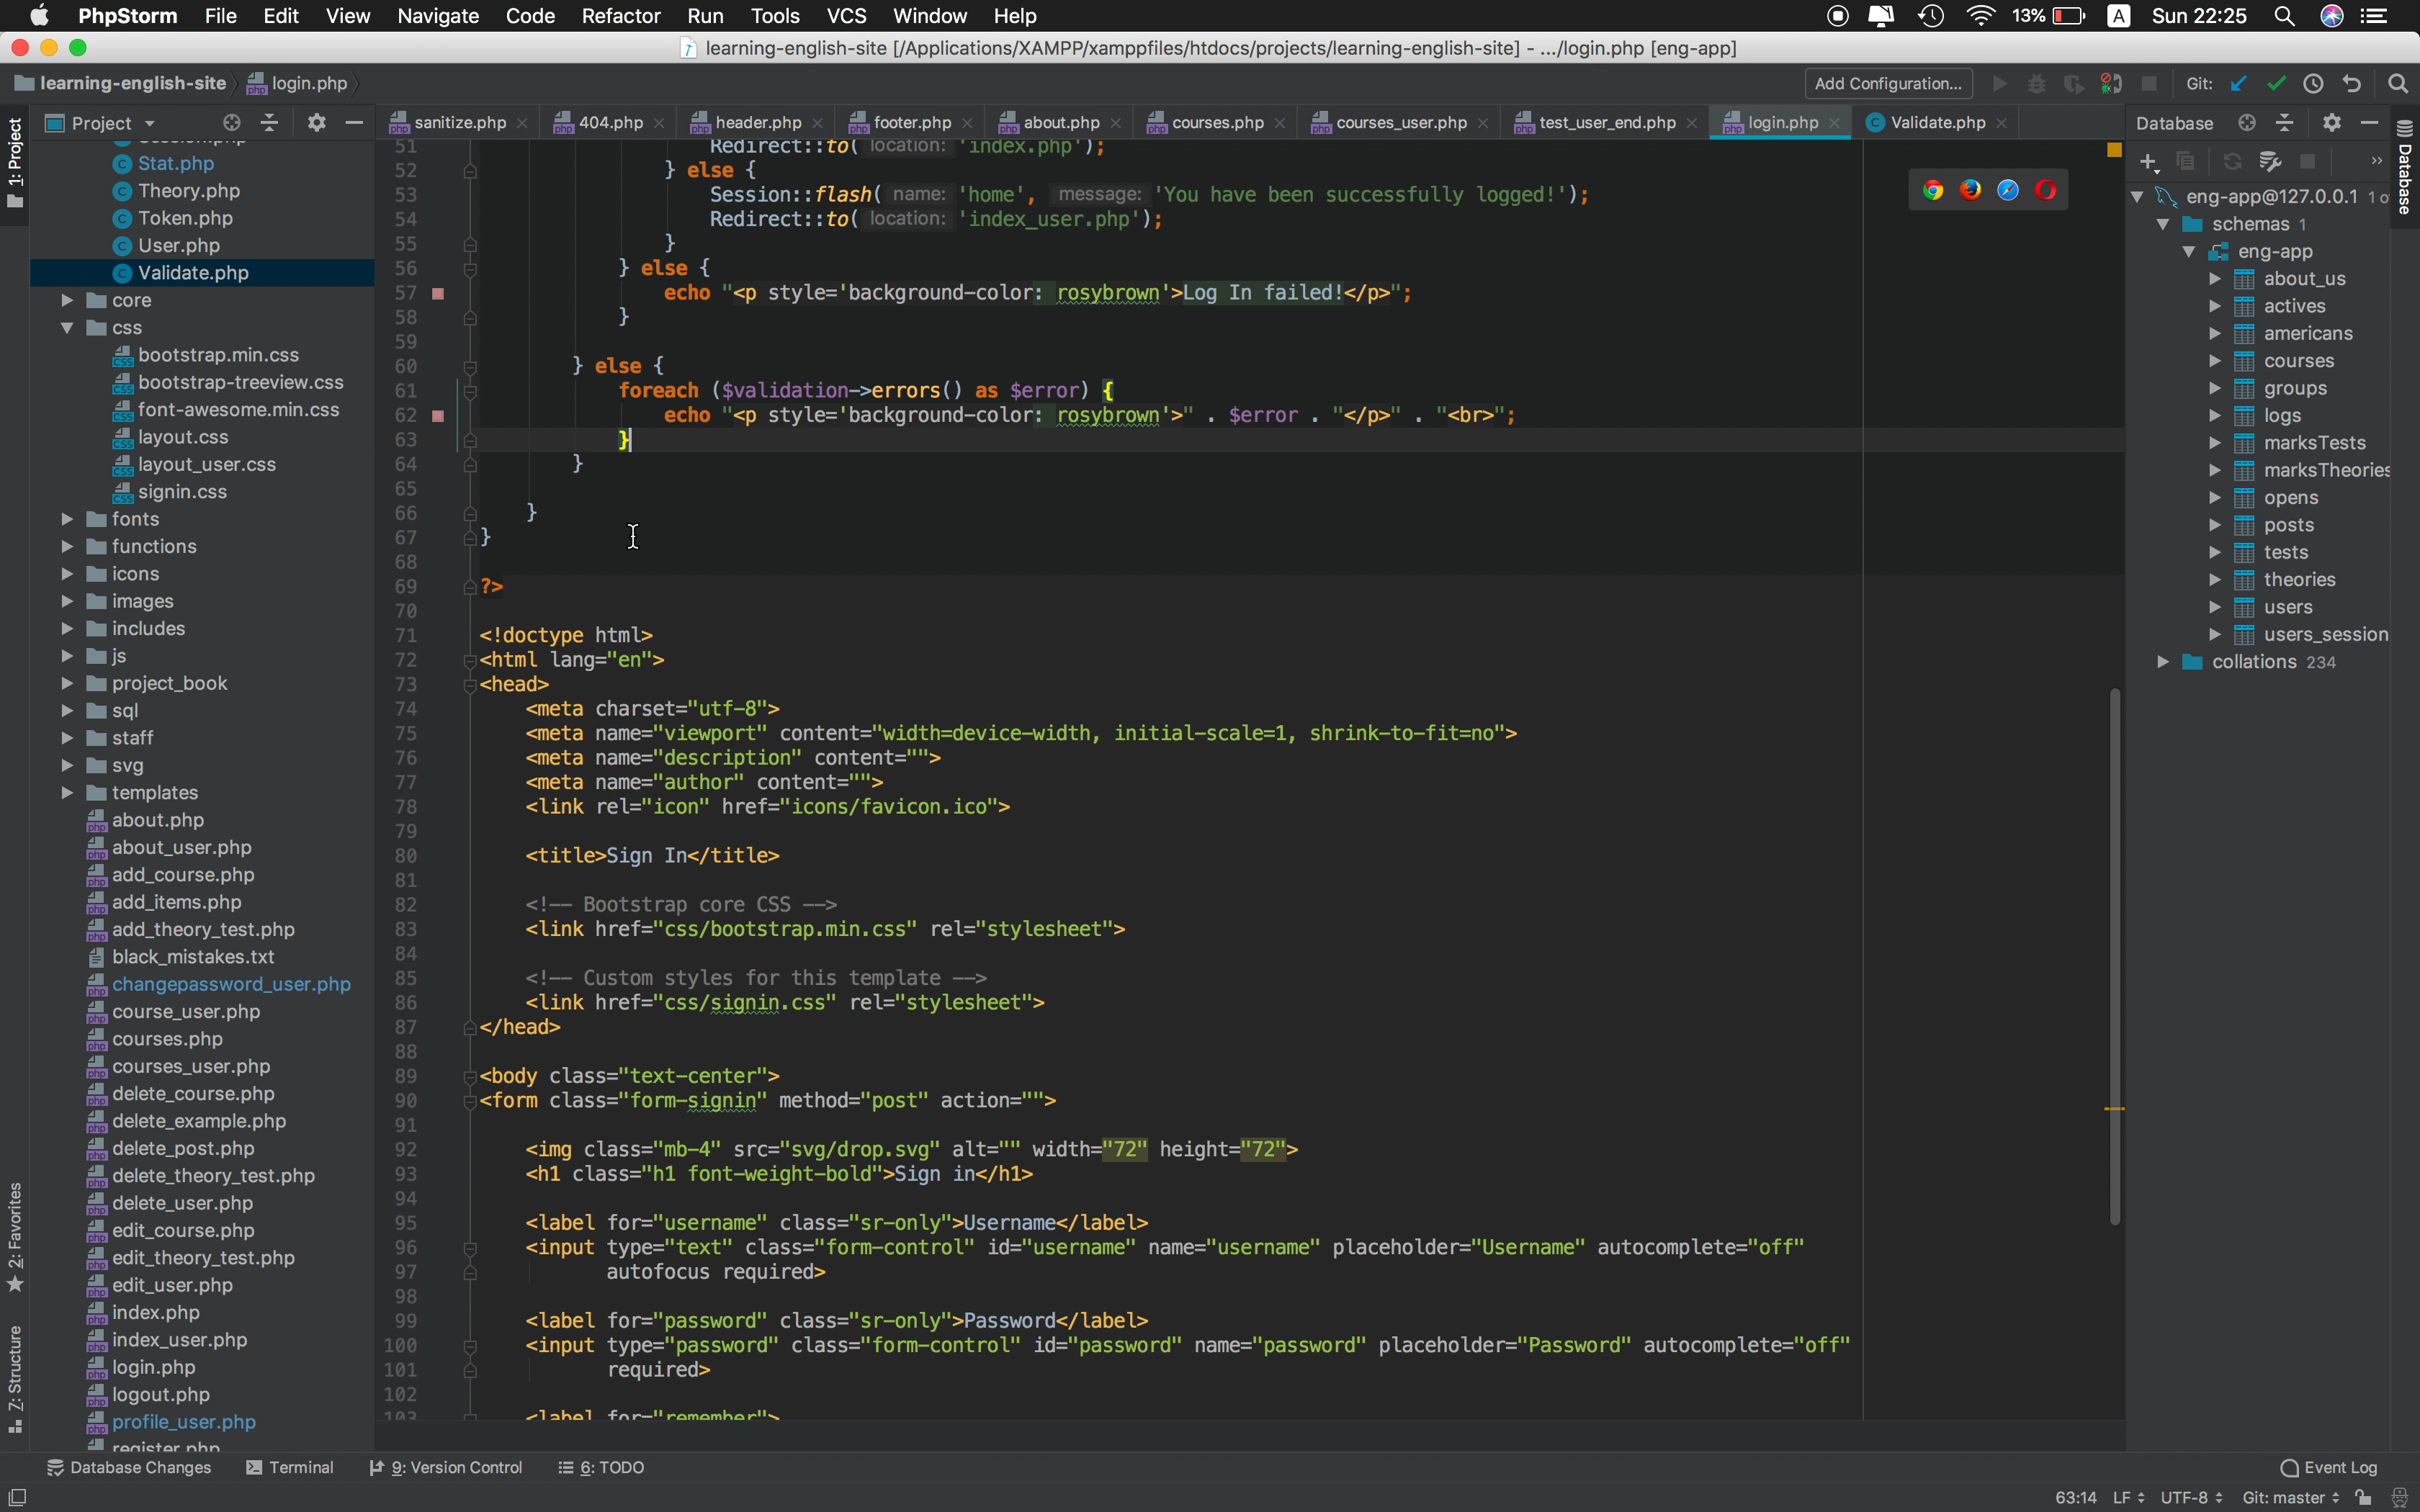 PhpStorm File Edit View Navigate Code Refactor Run Tools VCS Window Help 13% A Sun 22:25
learning-english-site [/Applications/XAMPP/xamppfiles/htdocs/projects/learning-english-site] - .../login.php [eng-app]
learning-english-site login.php Add Configuration... Git:
Project sanitize.php 404.php header.php footer.php about.php courses.php courses_user.php test_user_end.php login.php Validate.php Database
1: Project
2: Favorites
7: Structure
Stat.php
Theory.php
Token.php
User.php
Validate.php
core
css
bootstrap.min.css
bootstrap-treeview.css
font-awesome.min.css
layout.css
layout_user.css
signin.css
fonts
functions
icons
images
includes
js
project_book
sql
staff
svg
templates
about.php
about_user.php
add_course.php
add_items.php
add_theory_test.php
black_mistakes.txt
changepassword_user.php
course_user.php
courses.php
courses_user.php
delete_course.php
delete_example.php
delete_post.php
delete_theory_test.php
delete_user.php
edit_course.php
edit_theory_test.php
edit_user.php
index.php
index_user.php
login.php
logout.php
profile_user.php
register.php
51 Redirect::to( location: 'index.php');
52 } else {
53 Session::flash( name: 'home', message: 'You have been successfully logged!');
54 Redirect::to( location: 'index_user.php');
55 }
56 } else {
57 echo "<p style='background-color: rosybrown'>Log In failed!</p>";
58 }
59
60 } else {
61 foreach ($validation->errors() as $error) {
62 echo "<p style='background-color: rosybrown'>" . $error . "</p>" . "<br>";
63 }
64 }
65
66 }
67 }
68
69 ?>
70
71 <!doctype html>
72 <html lang="en">
73 <head>
74 <meta charset="utf-8">
75 <meta name="viewport" content="width=device-width, initial-scale=1, shrink-to-fit=no">
76 <meta name="description" content="">
77 <meta name="author" content="">
78 <link rel="icon" href="icons/favicon.ico">
79
80 <title>Sign In</title>
81
82 <!-- Bootstrap core CSS -->
83 <link href="css/bootstrap.min.css" rel="stylesheet">
84
85 <!-- Custom styles for this template -->
86 <link href="css/signin.css" rel="stylesheet">
87 </head>
88
89 <body class="text-center">
90 <form class="form-signin" method="post" action="">
91
92 <img class="mb-4" src="svg/drop.svg" alt="" width="72" height="72">
93 <h1 class="h1 font-weight-bold">Sign in</h1>
94
95 <label for="username" class="sr-only">Username</label>
96 <input type="text" class="form-control" id="username" name="username" placeholder="Username" autocomplete="off"
97 autofocus required>
98
99 <label for="password" class="sr-only">Password</label>
100 <input type="password" class="form-control" id="password" name="password" placeholder="Password" autocomplete="off"
101 required>
102
103 <label for="remember">
Database
eng-app@127.0.0.1 1 o
schemas 1
eng-app
about_us
actives
americans
courses
groups
logs
marksTests
marksTheories
opens
posts
tests
theories
users
users_session
collations 234
Database Changes Terminal 9: Version Control 6: TODO Event Log
63:14 LF UTF-8 Git: master